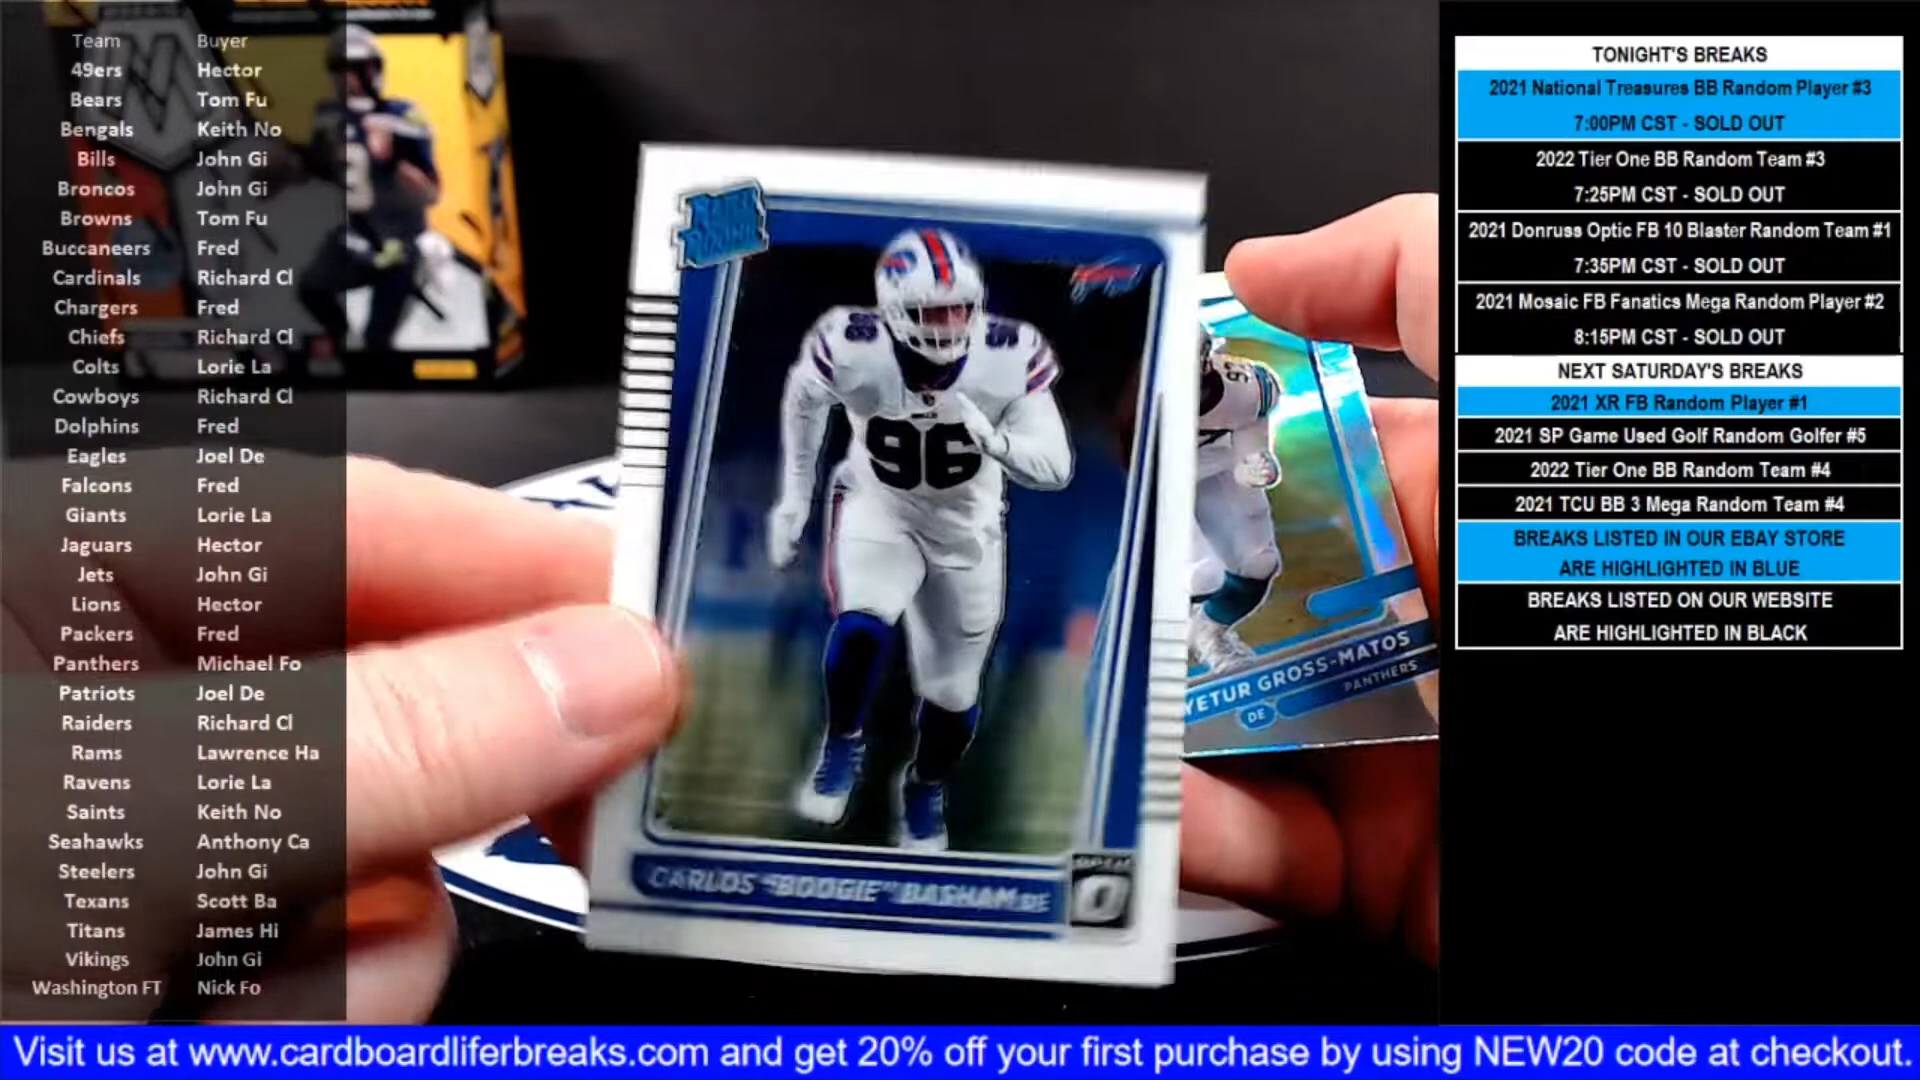 Team Buyer
49ers Hector
Bears Tom Fu
Bengals Keith No
Bills John Gi
Broncos John Gi
Browns Tom Fu
Buccaneers Fred
Cardinals Richard Cl
Chargers Fred
Chiefs Richard Cl
Colts Lorie La
Cowboys Richard Cl
Dolphins Fred
Eagles Joel De
Falcons Fred
Giants Lorie La
Jaguars Hector
Jets John Gi
Lions Hector
Packers Fred
Panthers Michael Fo
Patriots Joel De
Raiders Richard Cl
Rams Lawrence Ha
Ravens Lorie La
Saints Keith No
Seahawks Anthony Ca
Steelers John Gi
Texans Scott Ba
Titans James Hi
Vikings John Gi
Washington FT Nick Fo
RATED ROOKIE
96
CARLOS "BOOGIE" BASHAM DE
OPTIC
YETUR GROSS-MATOS
DE
PANTHERS
97
TONIGHT'S BREAKS
2021 National Treasures BB Random Player #3
7:00PM CST - SOLD OUT
2022 Tier One BB Random Team #3
7:25PM CST - SOLD OUT
2021 Donruss Optic FB 10 Blaster Random Team #1
7:35PM CST - SOLD OUT
2021 Mosaic FB Fanatics Mega Random Player #2
8:15PM CST - SOLD OUT
NEXT SATURDAY'S BREAKS
2021 XR FB Random Player #1
2021 SP Game Used Golf Random Golfer #5
2022 Tier One BB Random Team #4
2021 TCU BB 3 Mega Random Team #4
BREAKS LISTED IN OUR EBAY STORE
ARE HIGHLIGHTED IN BLUE
BREAKS LISTED ON OUR WEBSITE
ARE HIGHLIGHTED IN BLACK
Visit us at www.cardboardliferbreaks.com and get 20% off your first purchase by using NEW20 code at checkout.